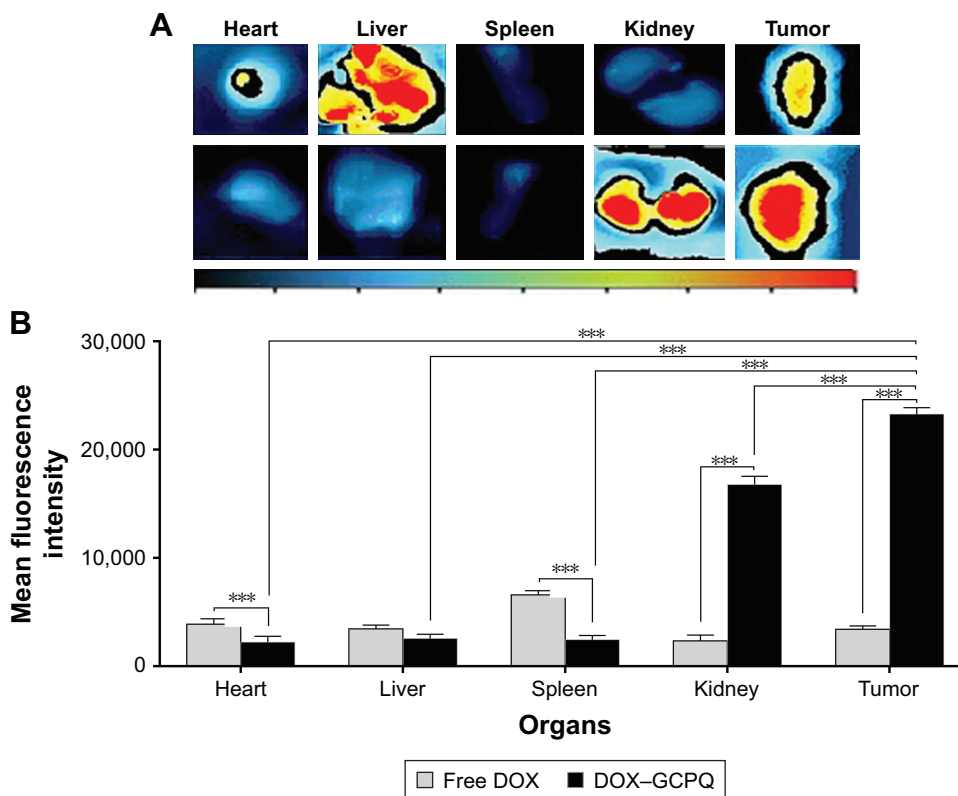 A
Heart Liver Spleen Kidney Tumor
B
30,000
20,000
10,000
0
Mean fluorescence
intensity
***
***
***
***
***
***
***
***
Heart Liver Spleen Kidney Tumor
Organs
Free DOX DOX–GCPQ